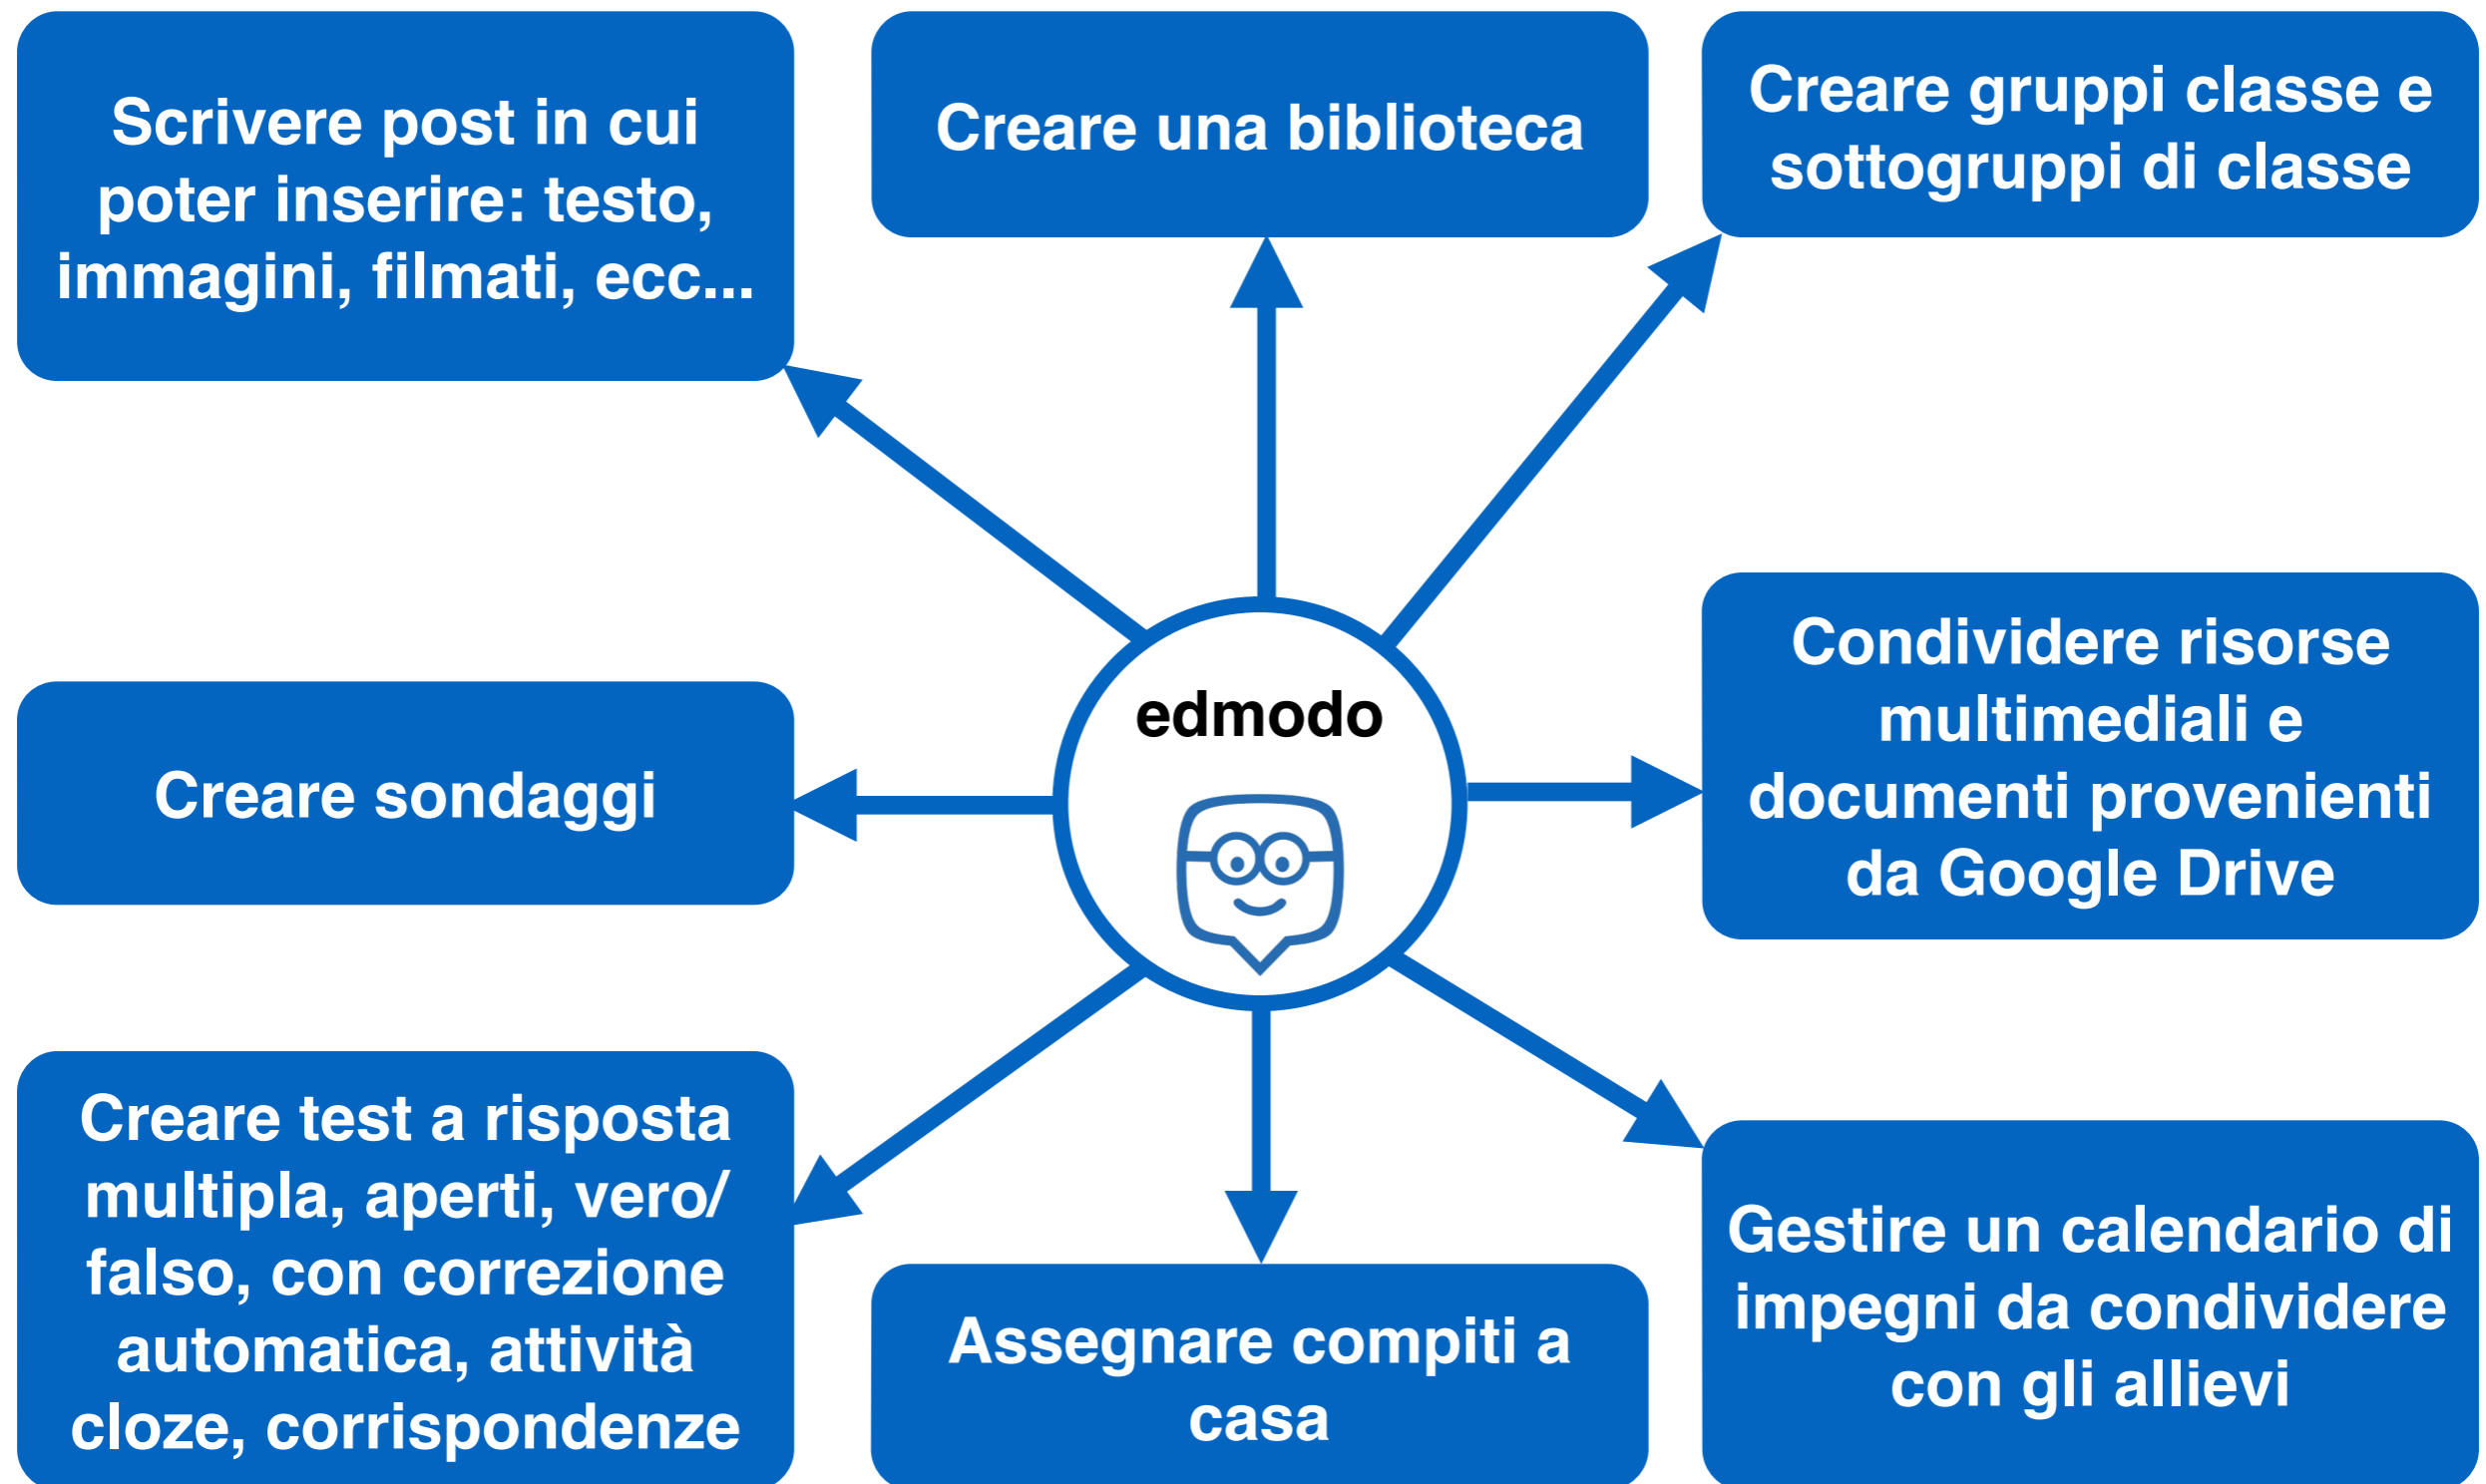 Scrivere post in cui
poter inserire: testo,
immagini, filmati, ecc...
Creare una biblioteca
Creare gruppi classe e
sottogruppi di classe
Condividere risorse
multimediali e
documenti provenienti
da Google Drive
edmodo
Creare sondaggi
Creare test a risposta
multipla, aperti, vero/
falso, con correzione
automatica, attività
cloze, corrispondenze
Assegnare compiti a
casa
Gestire un calendario di
impegni da condividere
con gli allievi